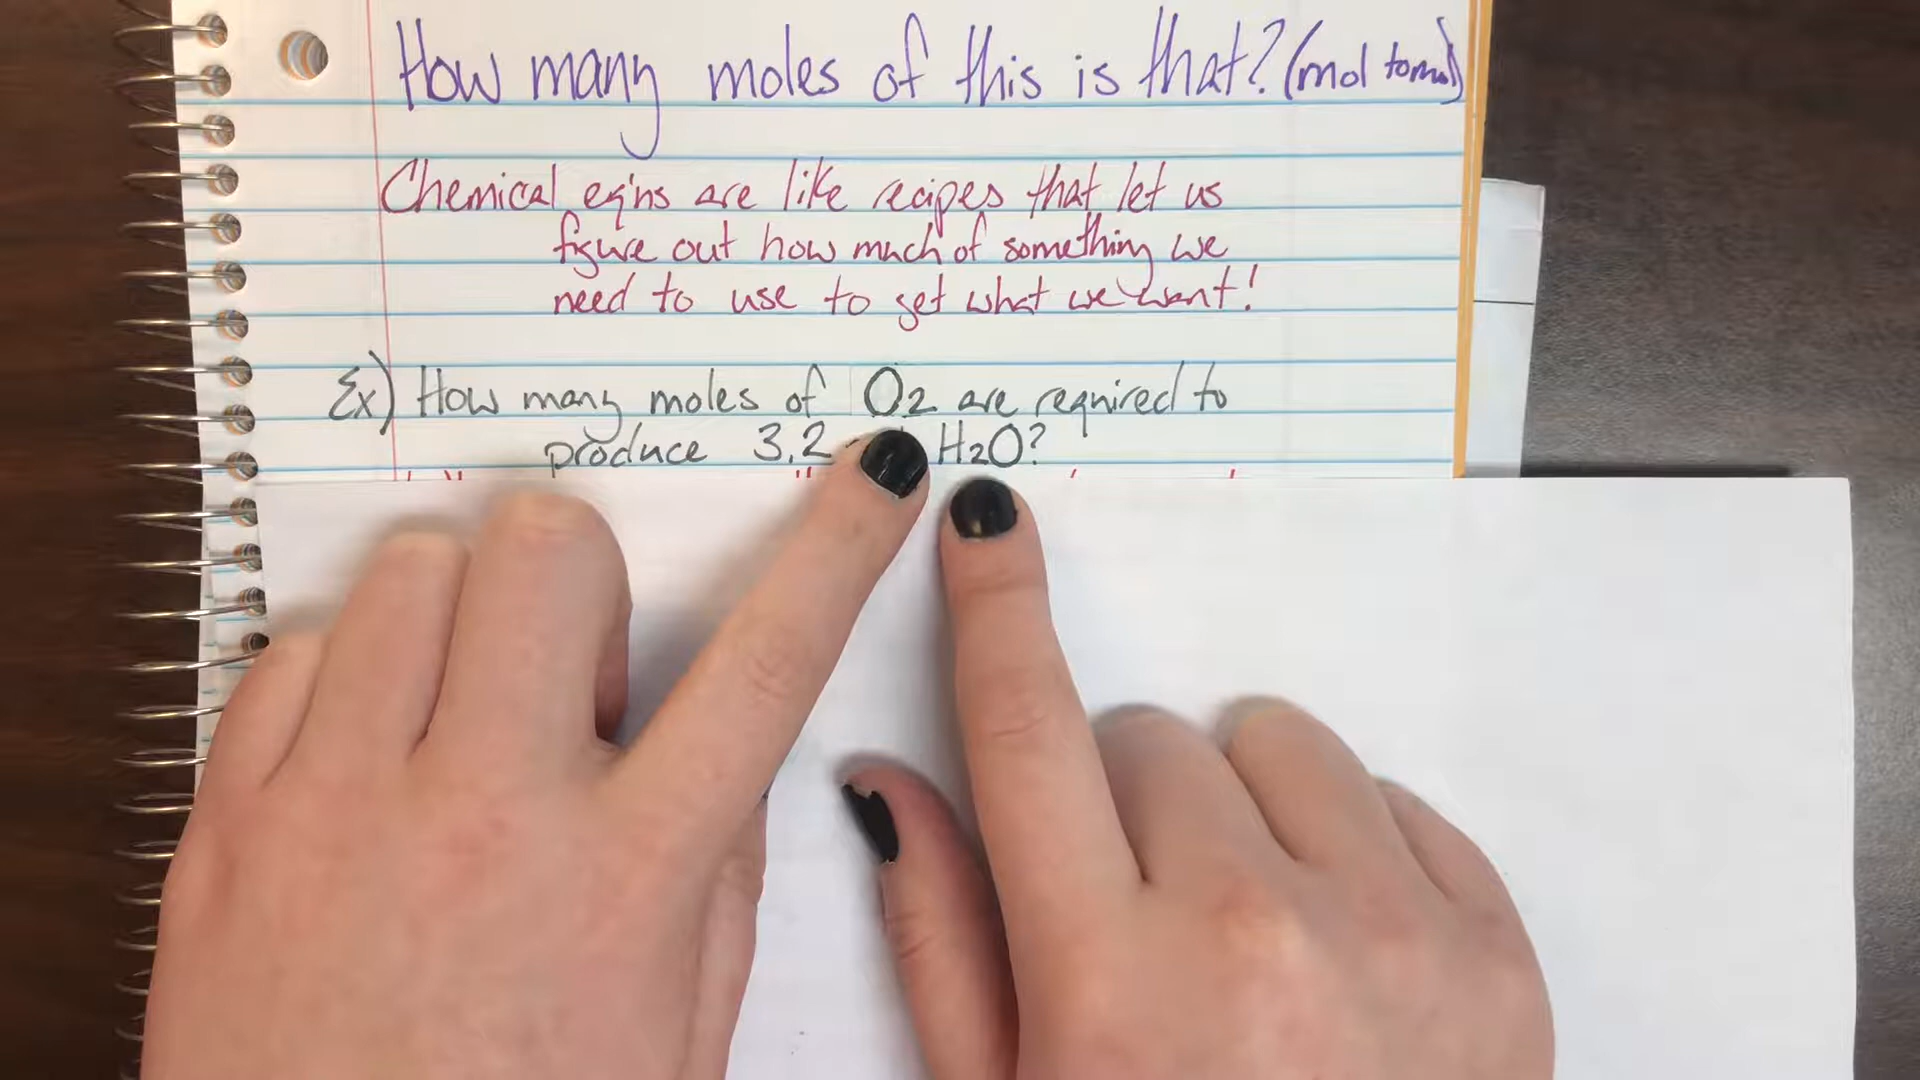 How many moles of this is that? (mol to mol)
Chemical eq'ns are like recipes that let us
figure out how much of something we
need to use to get what we want!
Ex) How many moles of O2 are required to
produce 3.2 H2O?